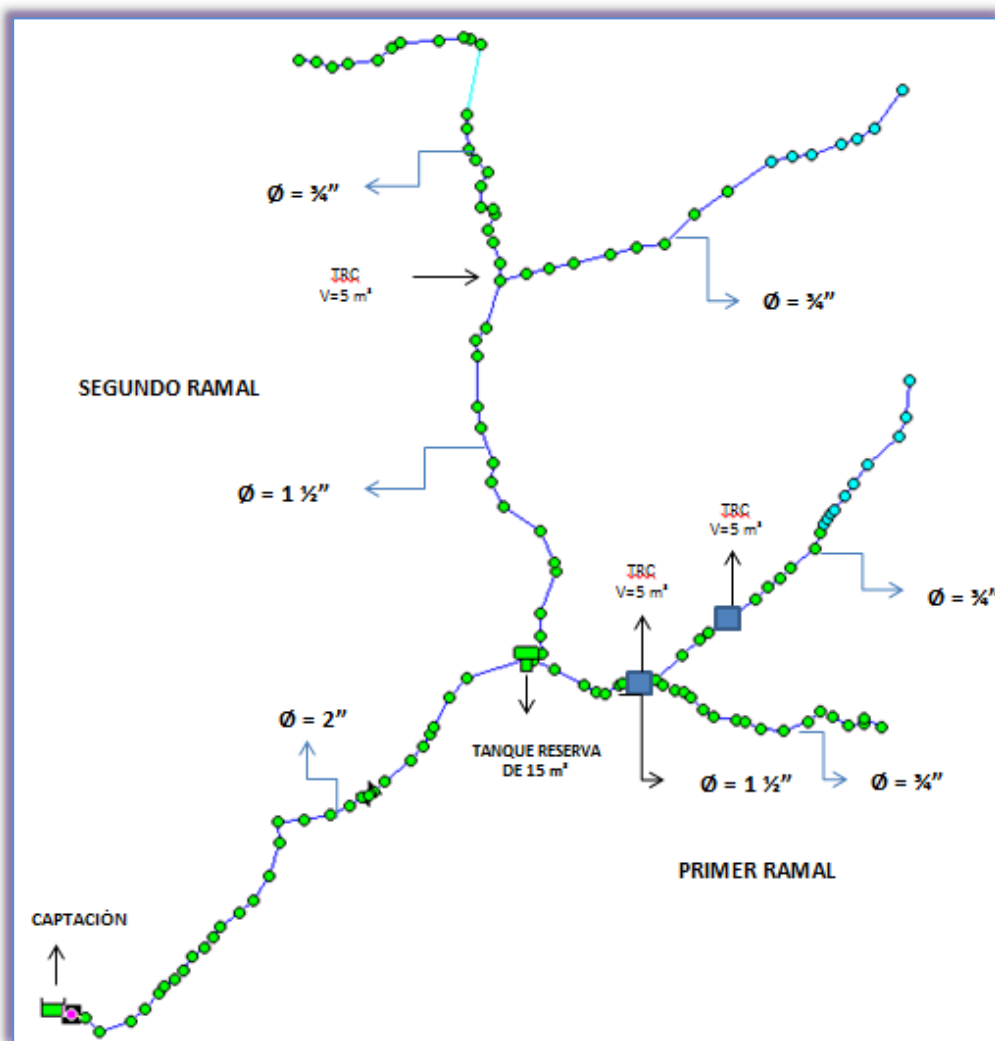 Ø = ¾”
TRC
V=5 m³
Ø = ¾”
SEGUNDO RAMAL
Ø = 1 ½”
TRC
V=5 m³
TRC
V=5 m³
Ø = ¾”
Ø = 2”
TANQUE RESERVA
DE 15 m³
Ø = 1 ½”
Ø = ¾”
PRIMER RAMAL
CAPTACIÓN